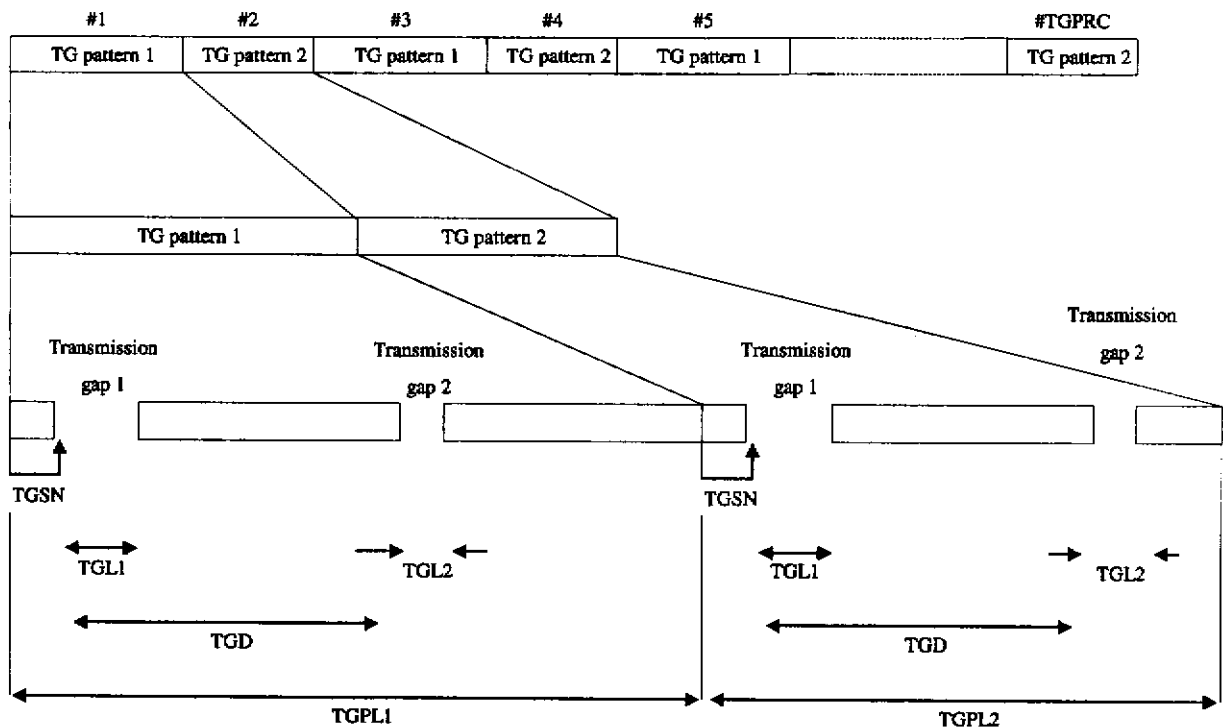 #1 #2 #3 #4 #5 #TGPRC
TG pattern 1 TG pattern 2 TG pattern 1 TG pattern 2 TG pattern 1 TG pattern 2
TG pattern 1 TG pattern 2
Transmission
gap 1
Transmission
gap 2
Transmission
gap 1
Transmission
gap 2
TGSN TGSN
TGL1 TGL2 TGL1 TGL2
TGD TGD
TGPL1 TGPL2